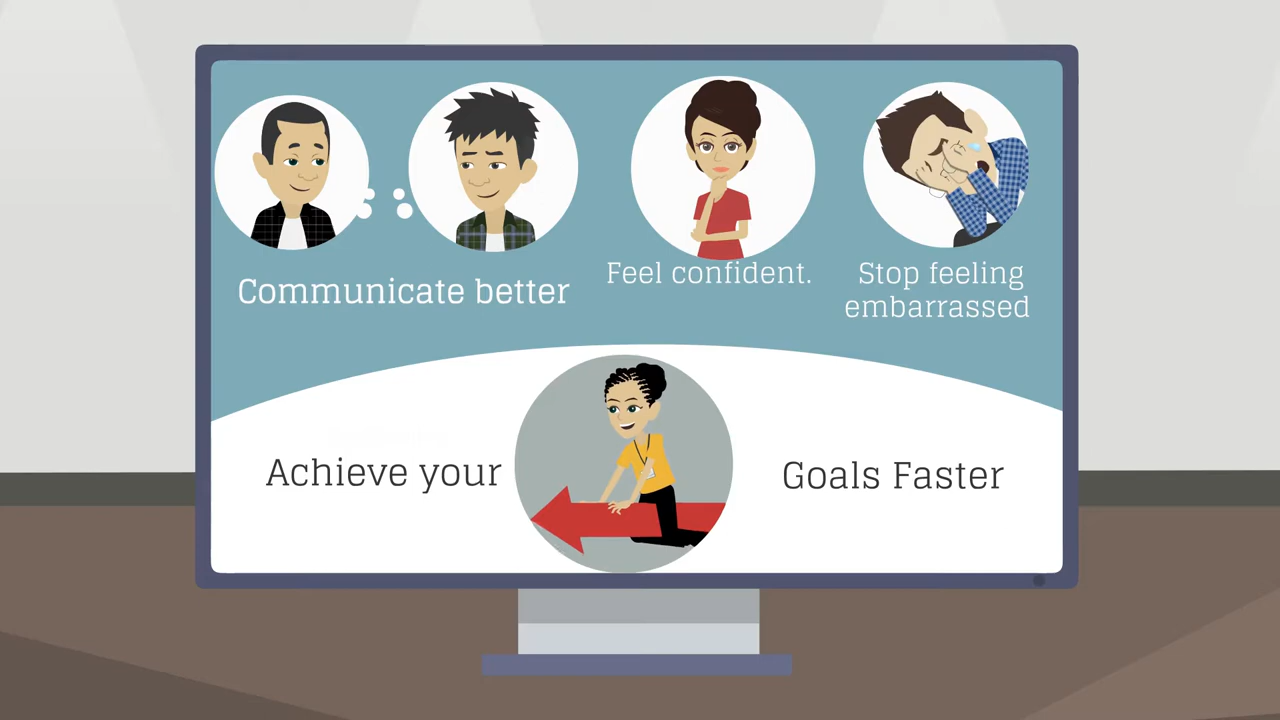 Communicate better
Feel confident.
Stop feeling
embarrassed
Achieve your
Goals Faster